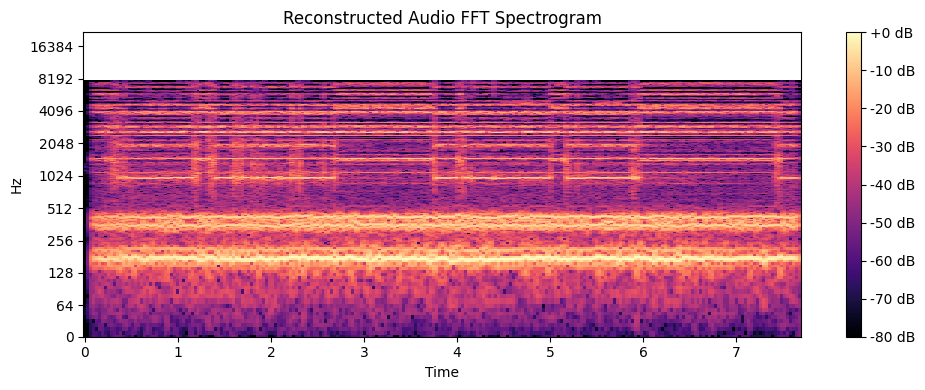 Reconstructed Audio FFT Spectrogram
16384
8192
4096
2048
1024
512
256
128
64
0
Hz
0 1 2 3 4 5 6 7
Time
+0 dB
-10 dB
-20 dB
-30 dB
-40 dB
-50 dB
-60 dB
-70 dB
-80 dB